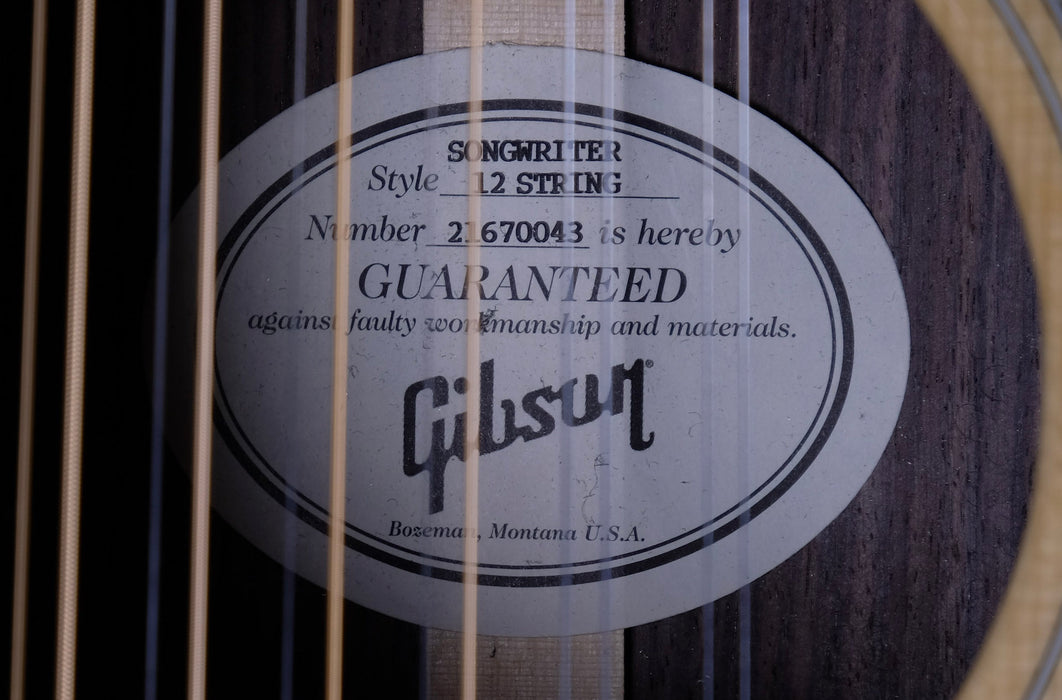 SONGWRITER
Style 12 STRING
Number 21670043 is hereby
GUARANTEED
against faulty workmanship and materials.
Gibson®
Bozeman, Montana U.S.A.